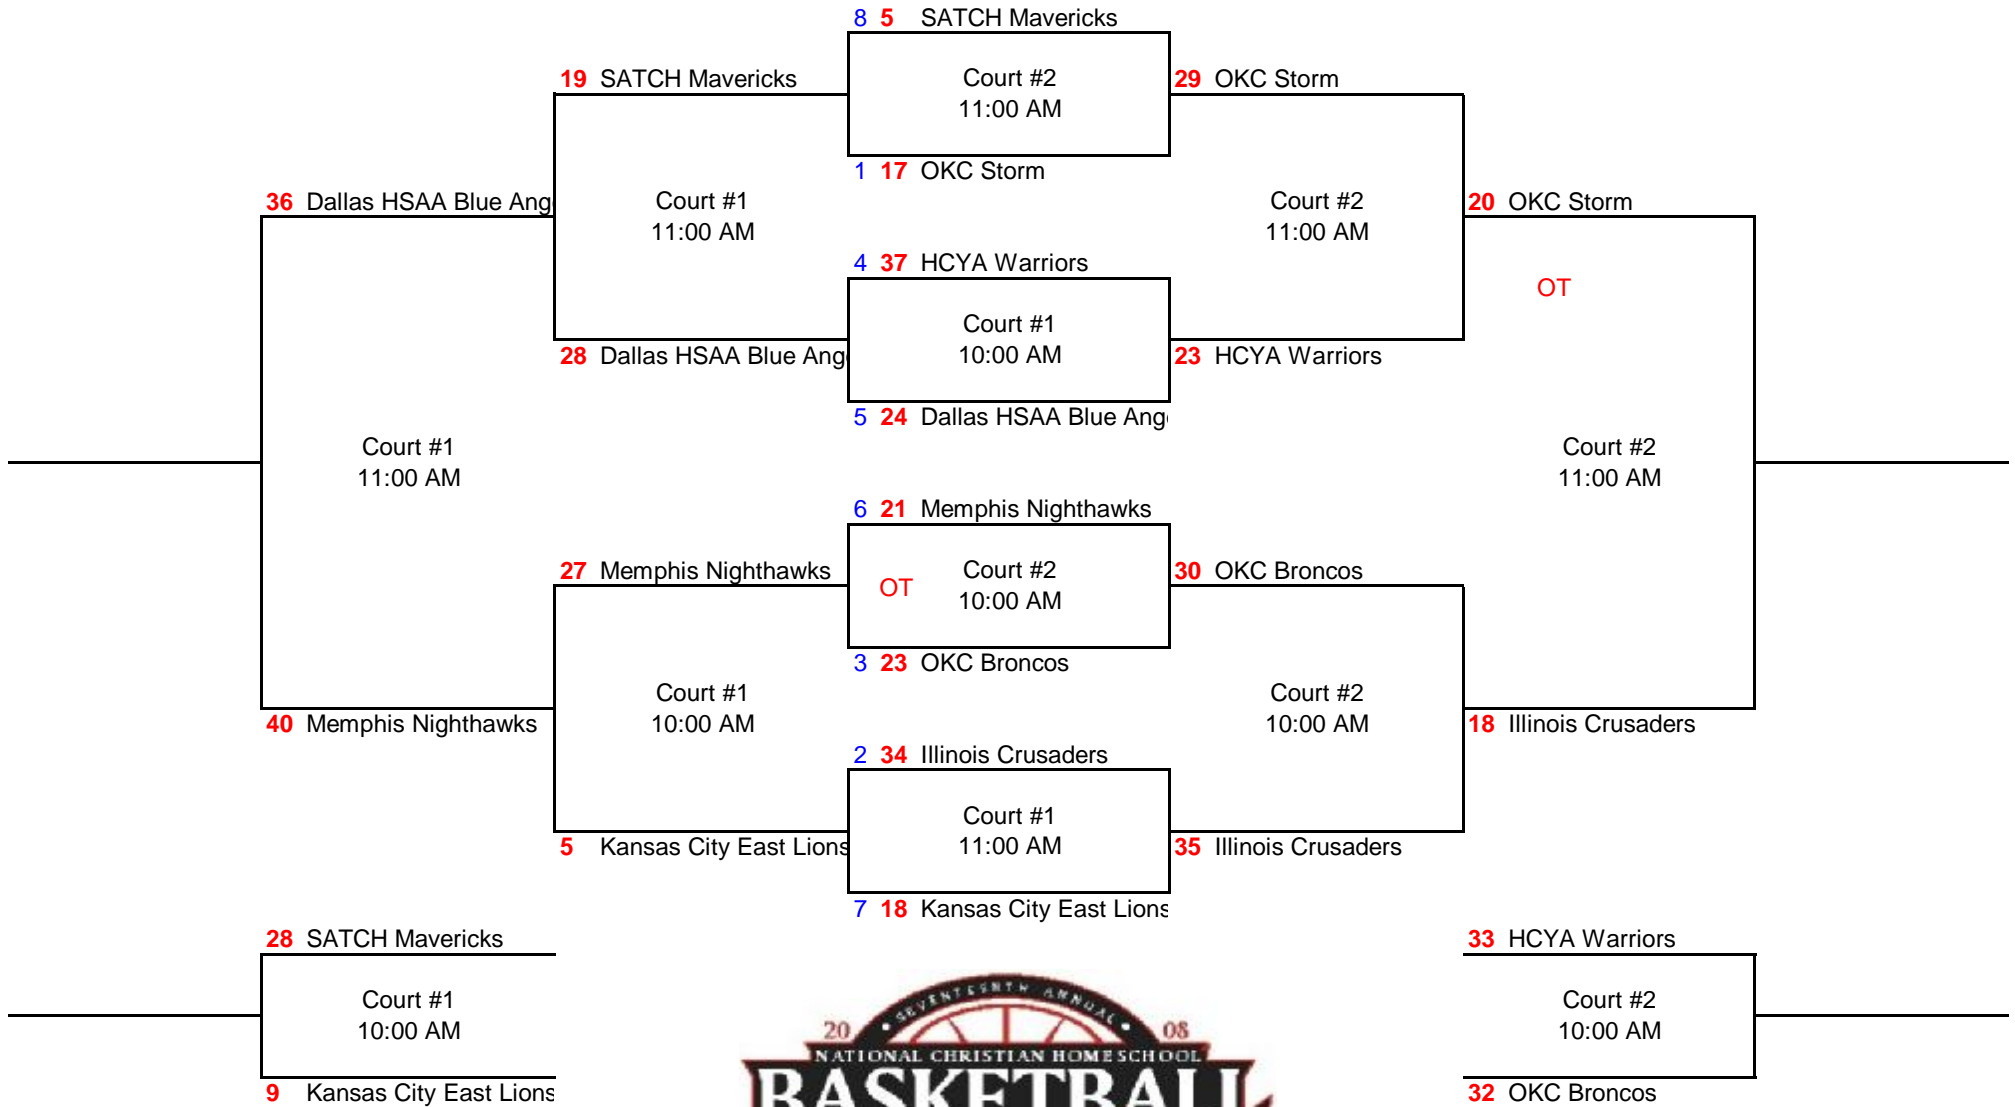 8 5 SATCH Mavericks
19 SATCH Mavericks
Court #2
11:00 AM
29 OKC Storm
1 17 OKC Storm
36 Dallas HSAA Blue Ang
Court #1
11:00 AM
Court #2
11:00 AM
20 OKC Storm
4 37 HCYA Warriors
OT
Court #1
10:00 AM
28 Dallas HSAA Blue Ang
23 HCYA Warriors
5 24 Dallas HSAA Blue Ang
Court #1
11:00 AM
Court #2
11:00 AM
6 21 Memphis Nighthawks
27 Memphis Nighthawks
OT
Court #2
10:00 AM
30 OKC Broncos
3 23 OKC Broncos
Court #1
10:00 AM
Court #2
10:00 AM
40 Memphis Nighthawks
18 Illinois Crusaders
2 34 Illinois Crusaders
Court #1
11:00 AM
5 Kansas City East Lions
35 Illinois Crusaders
7 18 Kansas City East Lions
28 SATCH Mavericks
33 HCYA Warriors
Court #1
10:00 AM
Court #2
10:00 AM
9 Kansas City East Lions
32 OKC Broncos
SEVENTEENTH ANNUAL
20 08
NATIONAL CHRISTIAN HOMESCHOOL
BASKETBALL